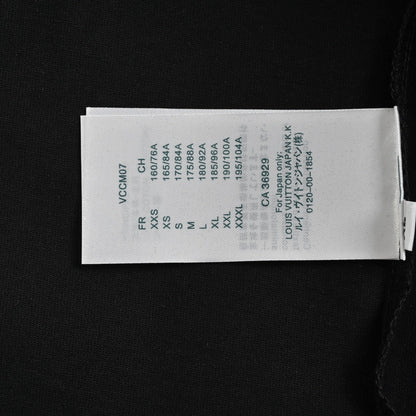 VCCM07
FR CH
XXS 160/76A
XS 165/84A
S 170/84A
M 175/88A
L 180/92A
XL 185/96A
XXL 190/100A
XXXL 195/104A
CA 36929
For Japan only:
LOUIS VUITTON JAPAN K.K
ルイ・ヴィトンジャパン(株)
0120-00-1854